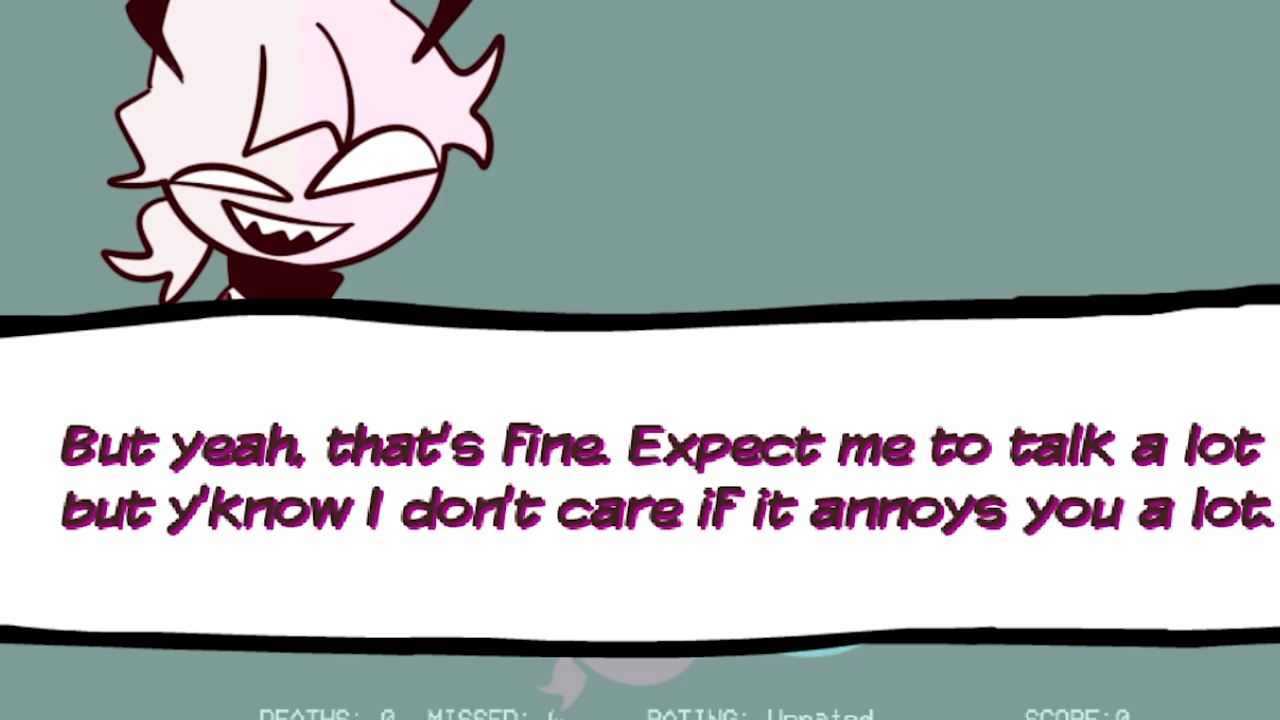 But yeah, that's fine. Expect me to talk a lot
but y'know I don't care if it annoys you a lot.
DEATHS: 0 MISSED: RATING: Unrated SCORE:0